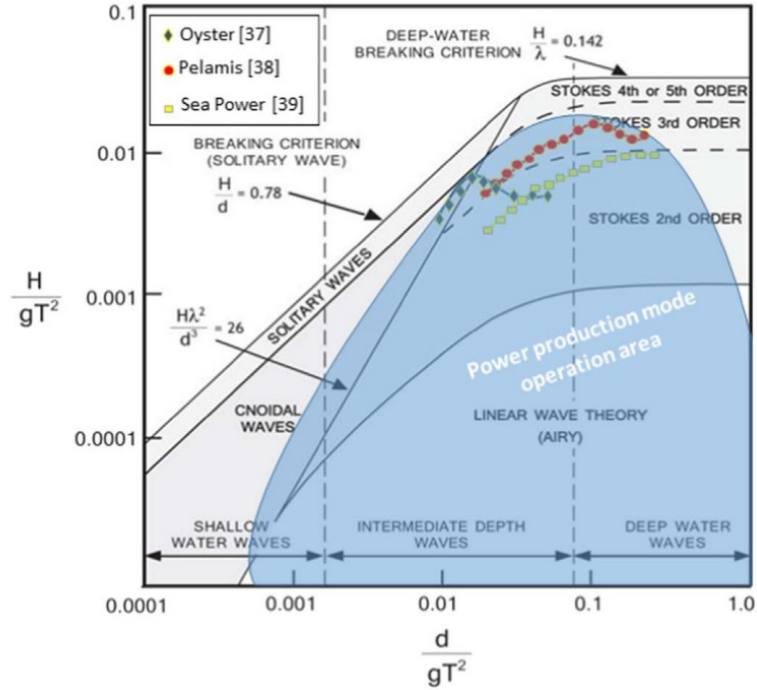 0.1
Oyster [37]
Pelamis [38]
Sea Power [39]
DEEP-WATER
BREAKING CRITERION H/λ = 0.142
STOKES 4th or 5th ORDER
STOKES 3rd ORDER
BREAKING CRITERION
(SOLITARY WAVE)
H/d = 0.78
0.01
STOKES 2nd ORDER
H/gT²
0.001
SOLITARY WAVES
Hλ²/d³ = 26
Power production mode
operation area
CNOIDAL
WAVES
LINEAR WAVE THEORY
(AIRY)
0.0001
SHALLOW
WATER WAVES
INTERMEDIATE DEPTH
WAVES
DEEP WATER
WAVES
0.0001 0.001 0.01 0.1 1.0
d/gT²